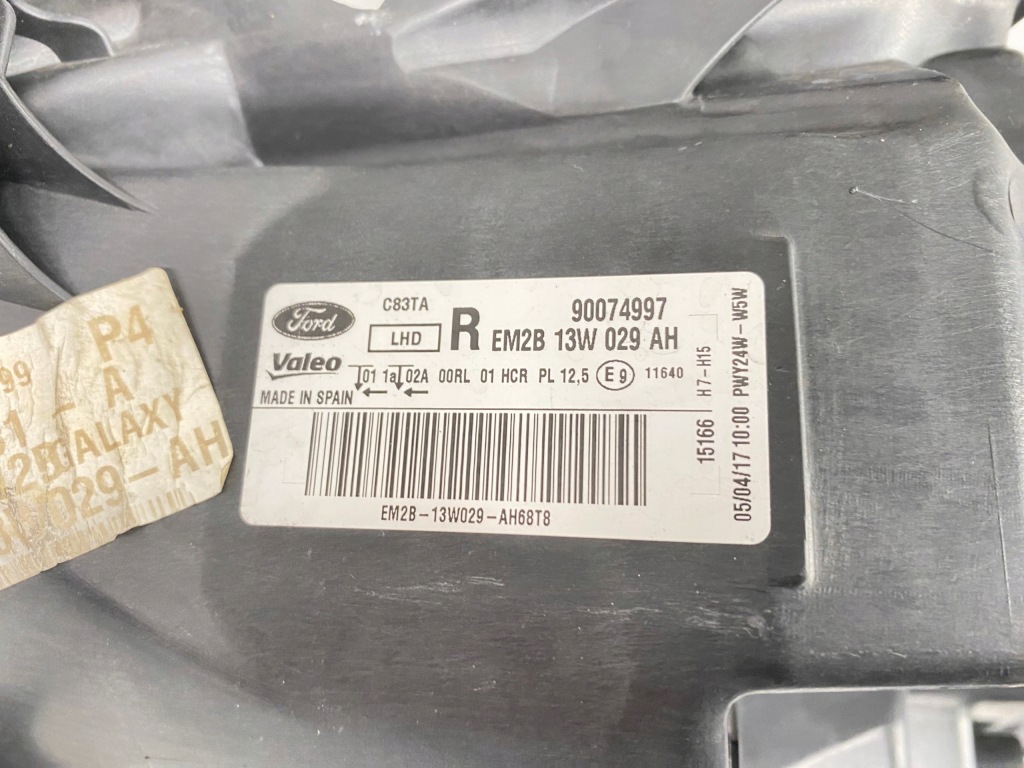 Ford
C83TA
90074997
LHD
R
EM2B 13W 029 AH
Valeo
01 1a 02A 00RL 01 HCR PL 12,5 E9 11640
MADE IN SPAIN
EM2B-13W029-AH68T8
15166 H7-H15
05/04/17 10:00 PWY24W-W5W
P4
99
A
GALAXY
029-AH